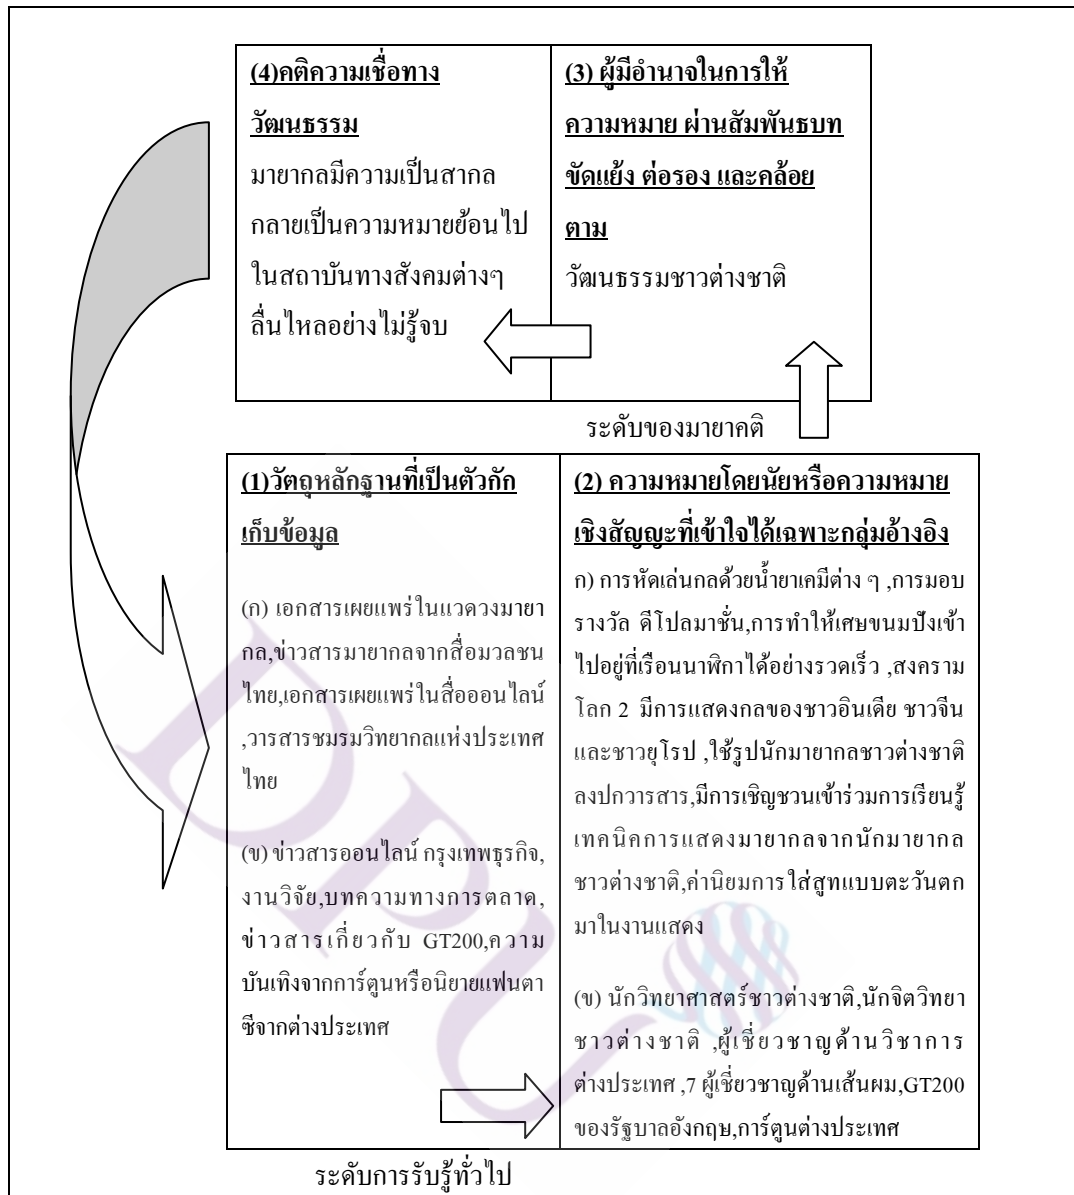 (4)คติความเชื่อทาง
วัฒนธรรม
มายากลมีความเป็นสากล
กลายเป็นความหมายย้อนไป
ในสถาบันทางสังคมต่างๆ
ลื่นไหลอย่างไม่รู้จบ
(3) ผู้มีอำนาจในการให้
ความหมาย ผ่านสัมพันธบท
ขัดแย้ง ต่อรอง และคล้อย
ตาม
วัฒนธรรมชาวต่างชาติ
ระดับของมายาคติ
(1)วัตถุหลักฐานที่เป็นตัวกัก
เก็บข้อมูล
(ก) เอกสารเผยแพร่ในแวดวงมายา
กล,ข่าวสารมายากลจากสื่อมวลชน
ไทย,เอกสารเผยแพร่ในสื่อออนไลน์
,วารสารชมรมวิทยากลแห่งประเทศ
ไทย
(ข) ข่าวสารออนไลน์ กรุงเทพธุรกิจ,
งานวิจัย,บทความทางการตลาด,
ข่าวสารเกี่ยวกับ GT200,ความ
บันเทิงจากการ์ตูนหรือนิยายแฟนตา
ซีจากต่างประเทศ
(2) ความหมายโดยนัยหรือความหมาย
เชิงสัญญะที่เข้าใจได้เฉพาะกลุ่มอ้างอิง
ก) การหัดเล่นกลด้วยน้ำยาเคมีต่าง ๆ ,การมอบ
รางวัล ดีโปลมาชั่น,การทำให้เศษขนมปังเข้า
ไปอยู่ที่เรือนนาฬิกาได้อย่างรวดเร็ว ,สงคราม
โลก 2 มีการแสดงกลของชาวอินเดีย ชาวจีน
และชาวยุโรป ,ใช้รูปนักมายากลชาวต่างชาติ
ลงปกวารสาร,มีการเชิญชวนเข้าร่วมการเรียนรู้
เทคนิคการแสดงมายากลจากนักมายากล
ชาวต่างชาติ,ค่านิยมการใส่สูทแบบตะวันตก
มาในงานแสดง
(ข) นักวิทยาศาสตร์ชาวต่างชาติ,นักจิตวิทยา
ชาวต่างชาติ ,ผู้เชี่ยวชาญด้านวิชาการ
ต่างประเทศ ,7 ผู้เชี่ยวชาญด้านเส้นผม,GT200
ของรัฐบาลอังกฤษ,การ์ตูนต่างประเทศ
ระดับการรับรู้ทั่วไป
DPU